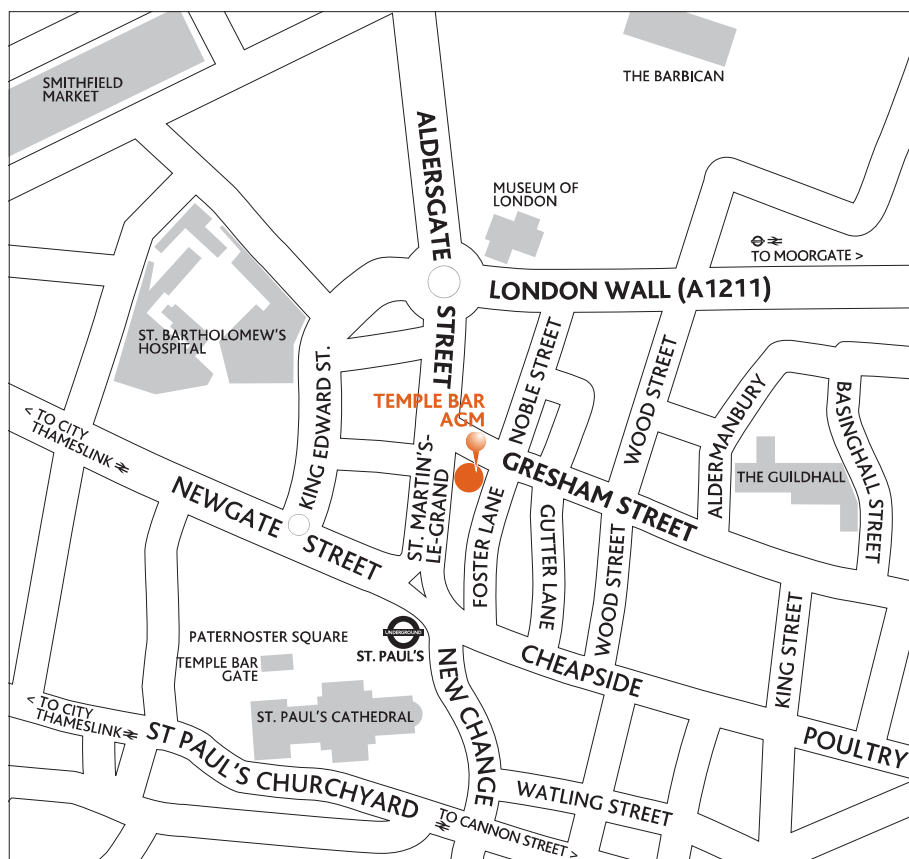 SMITHFIELD
MARKET
THE BARBICAN
ALDERSGATE
STREET
MUSEUM OF
LONDON
TO MOORGATE >
LONDON WALL (A1211)
ST. BARTHOLOMEW'S
HOSPITAL
KING EDWARD ST.
NOBLE STREET
WOOD STREET
TEMPLE BAR
AGM
ALDERMANBURY
BASINGHALL STREET
< TO CITY
THAMESLINK
ST. MARTIN'S-
LE-GRAND
GRESHAM STREET
THE GUILDHALL
NEWGATE
STREET
FOSTER LANE
GUTTER LANE
WOOD STREET
KING STREET
UNDERGROUND
ST. PAUL'S
PATERNOSTER SQUARE
TEMPLE BAR
GATE
CHEAPSIDE
NEW CHANGE
ST. PAUL'S CATHEDRAL
< TO CITY
THAMESLINK
ST PAUL'S CHURCHYARD
POULTRY
WATLING STREET
TO CANNON STREET >